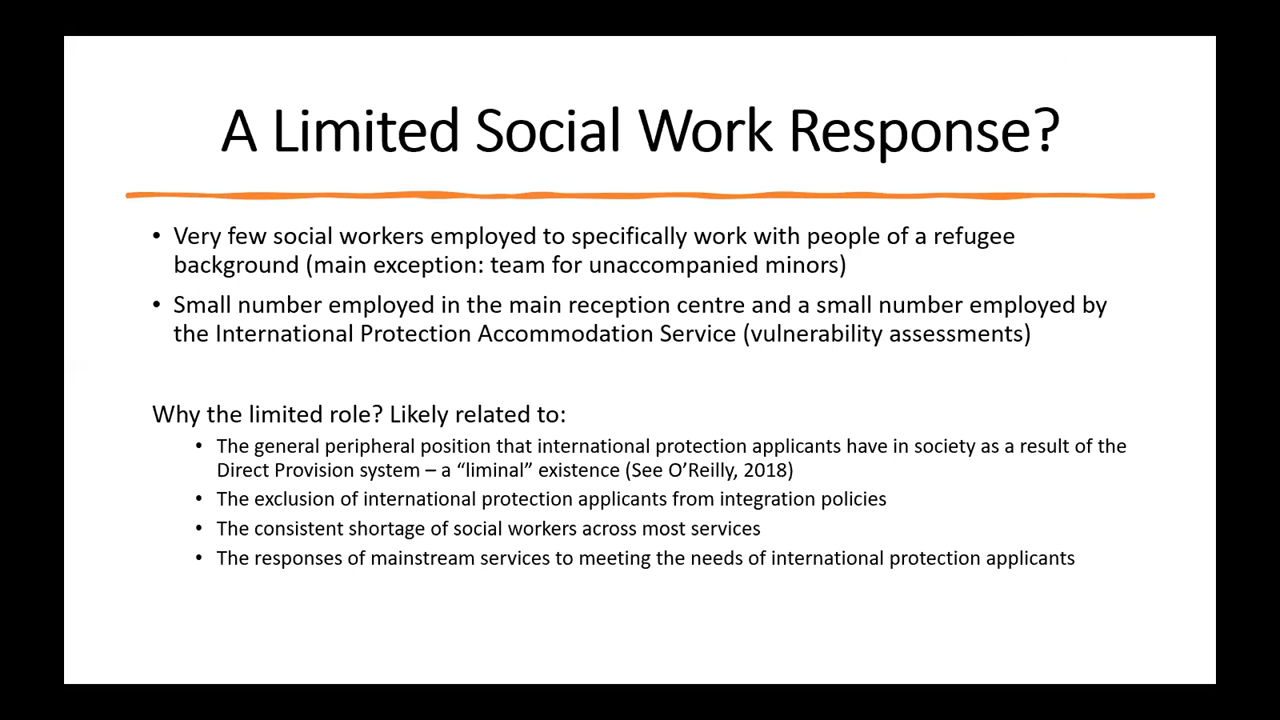 A Limited Social Work Response?
• Very few social workers employed to specifically work with people of a refugee
background (main exception: team for unaccompanied minors)
• Small number employed in the main reception centre and a small number employed by
the International Protection Accommodation Service (vulnerability assessments)
Why the limited role? Likely related to:
• The general peripheral position that international protection applicants have in society as a result of the
Direct Provision system – a “liminal” existence (See O’Reilly, 2018)
• The exclusion of international protection applicants from integration policies
• The consistent shortage of social workers across most services
• The responses of mainstream services to meeting the needs of international protection applicants